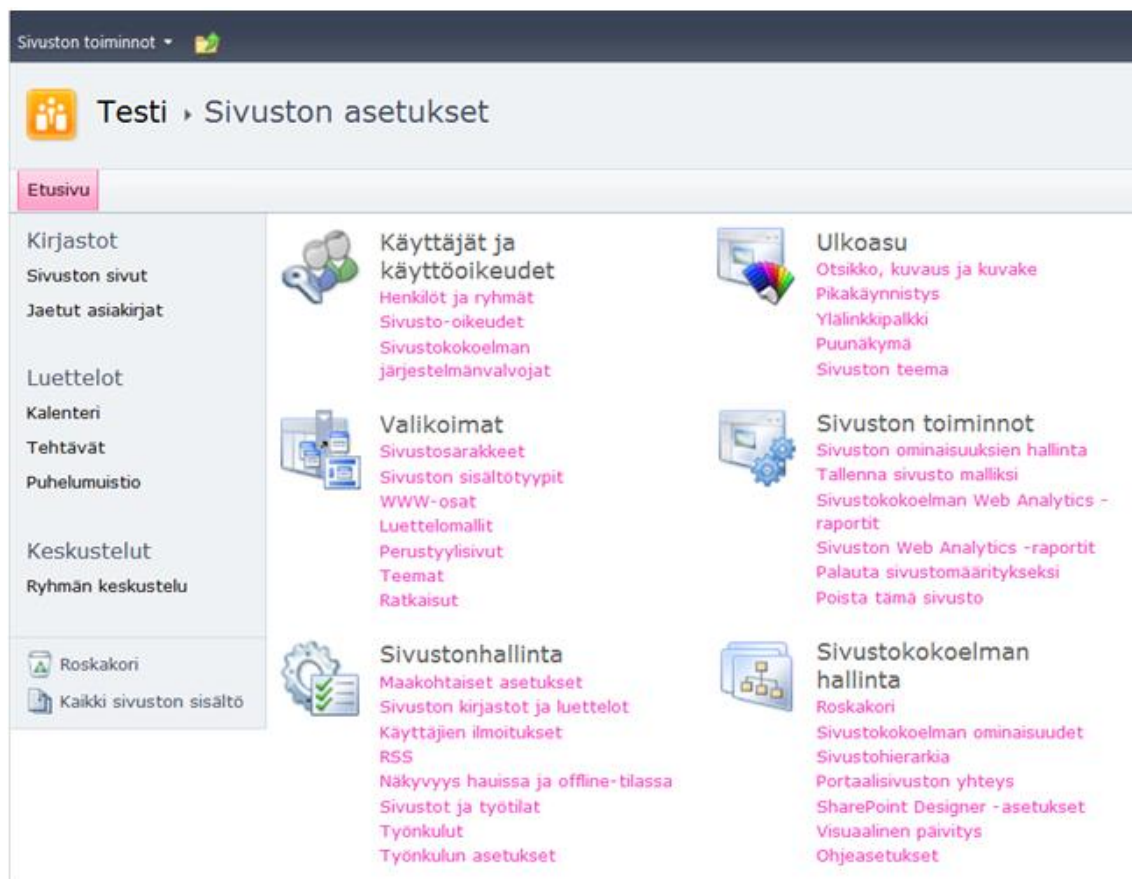 Sivuston toiminnot
Testi ▸ Sivuston asetukset
Etusivu
Kirjastot
Sivuston sivut
Jaetut asiakirjat
Luettelot
Kalenteri
Tehtävät
Puhelumuistio
Keskustelut
Ryhmän keskustelu
Roskakori
Kaikki sivuston sisältö
Käyttäjät ja
käyttöoikeudet
Henkilöt ja ryhmät
Sivusto-oikeudet
Sivustokokoelman
järjestelmänvalvojat
Ulkoasu
Otsikko, kuvaus ja kuvake
Pikakäynnistys
Ylälinkkipalkki
Puunäkymä
Sivuston teema
Valikoimat
Sivustosarakkeet
Sivuston sisältötyypit
WWW-osat
Luettelomallit
Perustyylisivut
Teemat
Ratkaisut
Sivuston toiminnot
Sivuston ominaisuuksien hallinta
Tallenna sivusto malliksi
Sivustokokoelman Web Analytics -
raportit
Sivuston Web Analytics -raportit
Palauta sivustomääritykseksi
Poista tämä sivusto
Sivustonhallinta
Maakohtaiset asetukset
Sivuston kirjastot ja luettelot
Käyttäjien ilmoitukset
RSS
Näkyvyys hauissa ja offline-tilassa
Sivustot ja työtilat
Työnkulut
Työnkulun asetukset
Sivustokokoelman
hallinta
Roskakori
Sivustokokoelman ominaisuudet
Sivustohierarkia
Portaalisivuston yhteys
SharePoint Designer -asetukset
Visuaalinen päivitys
Ohjeasetukset